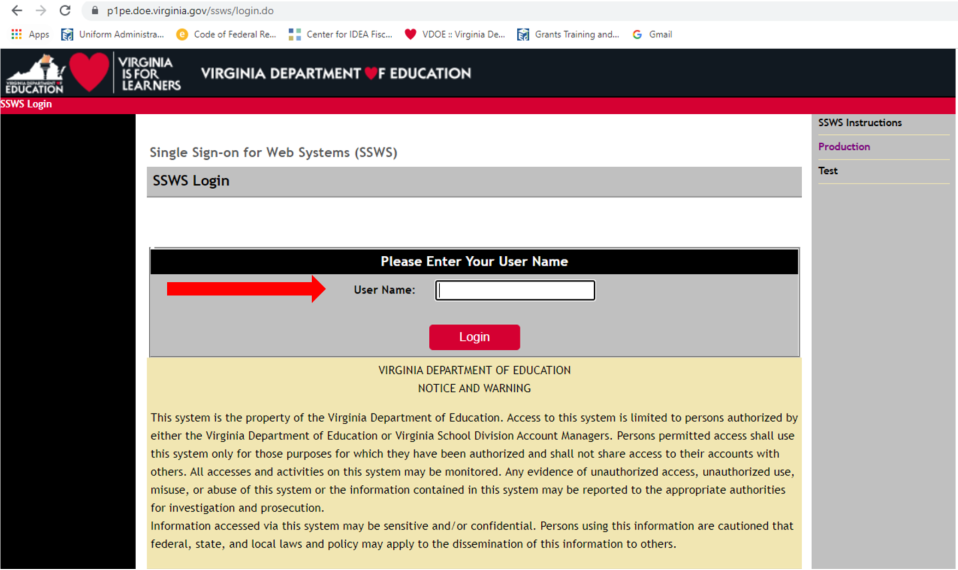 p1pe.doe.virginia.gov/ssws/login.do
Apps Uniform Administra... Code of Federal Re... Center for IDEA Fisc... VDOE :: Virginia De... Grants Training and... Gmail
VIRGINIA
IS FOR
LEARNERS
VIRGINIA DEPARTMENT OF EDUCATION
VIRGINIA DEPARTMENT OF
EDUCATION
SSWS Login
SSWS Instructions
Production
Test
Single Sign-on for Web Systems (SSWS)
SSWS Login
Please Enter Your User Name
User Name:
Login
VIRGINIA DEPARTMENT OF EDUCATION
NOTICE AND WARNING
This system is the property of the Virginia Department of Education. Access to this system is limited to persons authorized by
either the Virginia Department of Education or Virginia School Division Account Managers. Persons permitted access shall use
this system only for those purposes for which they have been authorized and shall not share access to their accounts with
others. All accesses and activities on this system may be monitored. Any evidence of unauthorized access, unauthorized use,
misuse, or abuse of this system or the information contained in this system may be reported to the appropriate authorities
for investigation and prosecution.
Information accessed via this system may be sensitive and/or confidential. Persons using this information are cautioned that
federal, state, and local laws and policy may apply to the dissemination of this information to others.